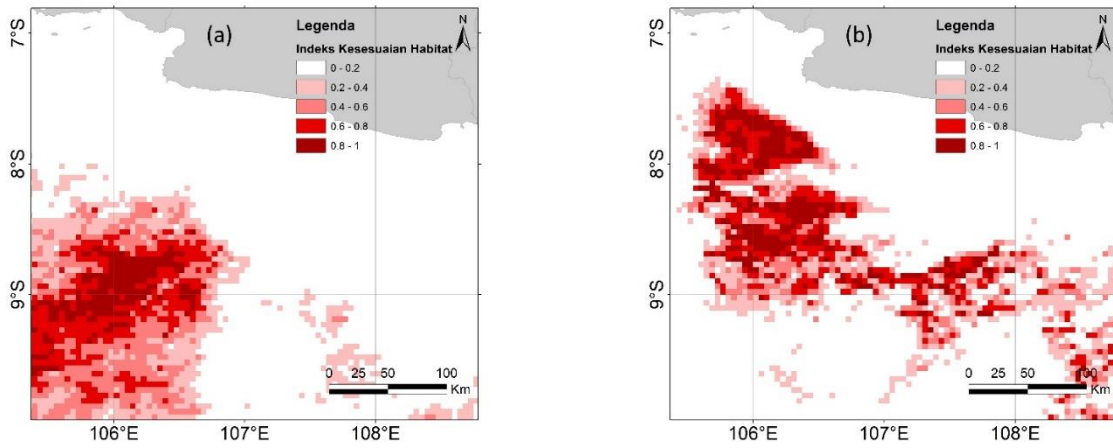 (a)
Legenda
N
Indeks Kesesuaian Habitat
0 - 0.2
0.2 - 0.4
0.4 - 0.6
0.6 - 0.8
0.8 - 1
7°S
8°S
9°S
0 50 100
Km
106°E 107°E 108°E
(b)
Legenda
N
Indeks Kesesuaian Habitat
0 - 0.2
0.2 - 0.4
0.4 - 0.6
0.6 - 0.8
0.8 - 1
7°S
8°S
9°S
0 50 100
Km
106°E 107°E 108°E